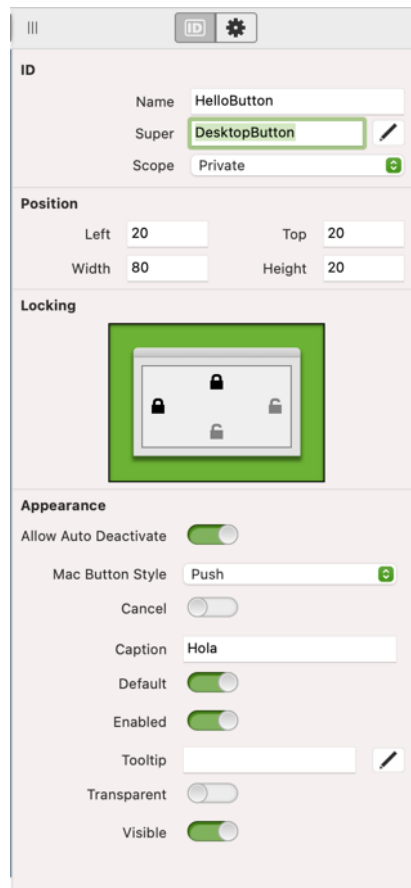 ID
ID
Name HelloButton
Super DesktopButton
Scope Private
Position
Left 20 Top 20
Width 80 Height 20
Locking
Appearance
Allow Auto Deactivate
Mac Button Style Push
Cancel
Caption Hola
Default
Enabled
Tooltip
Transparent
Visible